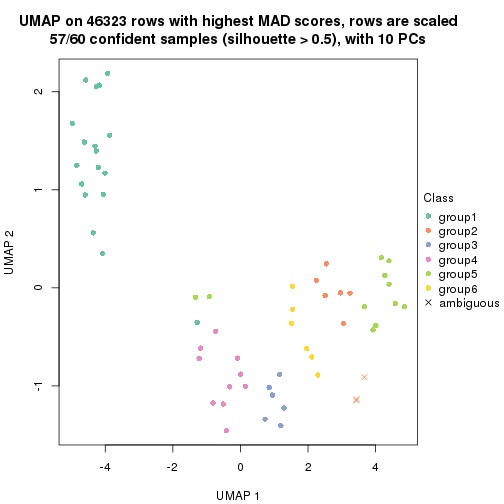 UMAP on 46323 rows with highest MAD scores, rows are scaled
57/60 confident samples (silhouette > 0.5), with 10 PCs
2
1
0
-1
UMAP 2
-4
-2
0
2
4
UMAP 1
Class
group1
group2
group3
group4
group5
group6
ambiguous